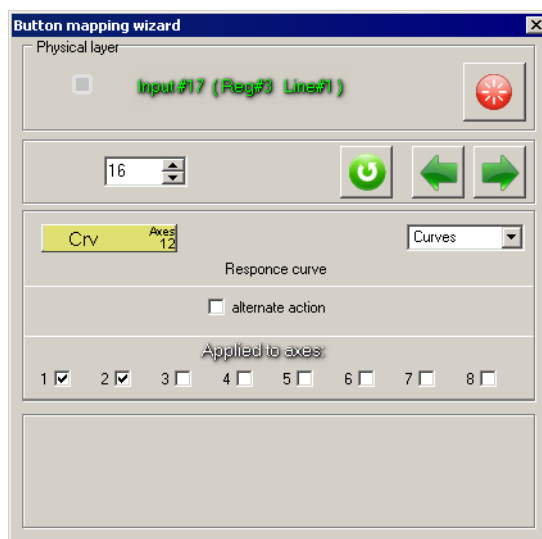 Button mapping wizard
Physical layer
Input #17 ( Reg#3 Line#1 )
16
Crv Axes 12
Curves
Responce curve
alternate action
Applied to axes:
1 2 3 4 5 6 7 8